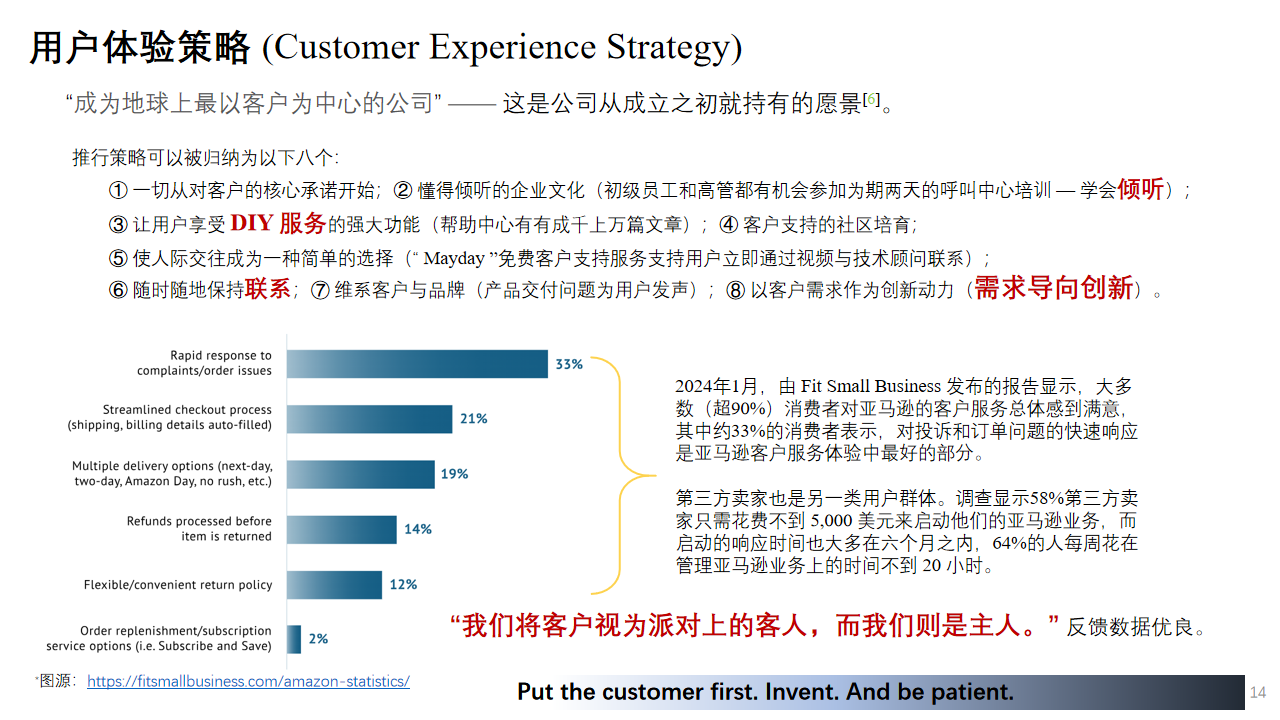 用户体验策略 (Customer Experience Strategy)
“成为地球上最以客户为中心的公司” —— 这是公司从成立之初就持有的愿景[6]。
推行策略可以被归纳为以下八个：
① 一切从对客户的核心承诺开始；② 懂得倾听的企业文化（初级员工和高管都有机会参加为期两天的呼叫中心培训 — 学会倾听）；
③ 让用户享受 DIY 服务的强大功能（帮助中心有有成千上万篇文章）；④ 客户支持的社区培育；
⑤ 使人际交往成为一种简单的选择（“ Mayday ”免费客户支持服务支持用户立即通过视频与技术顾问联系）；
⑥ 随时随地保持联系；⑦ 维系客户与品牌（产品交付问题为用户发声）；⑧ 以客户需求作为创新动力（需求导向创新）。
Rapid response to
complaints/order issues
33%
Streamlined checkout process
(shipping, billing details auto-filled)
21%
Multiple delivery options (next-day,
two-day, Amazon Day, no rush, etc.)
19%
Refunds processed before
item is returned
14%
Flexible/convenient return policy
12%
Order replenishment/subscription
service options (i.e. Subscribe and Save)
2%
2024年1月，由 Fit Small Business 发布的报告显示，大多
数（超90%）消费者对亚马逊的客户服务总体感到满意，
其中约33%的消费者表示，对投诉和订单问题的快速响应
是亚马逊客户服务体验中最好的部分。
第三方卖家也是另一类用户群体。调查显示58%第三方卖
家只需花费不到 5,000 美元来启动他们的亚马逊业务，而
启动的响应时间也大多在六个月之内，64%的人每周花在
管理亚马逊业务上的时间不到 20 小时。
“我们将客户视为派对上的客人，而我们则是主人。” 反馈数据优良。
*图源：https://fitsmallbusiness.com/amazon-statistics/
Put the customer first. Invent. And be patient.
14